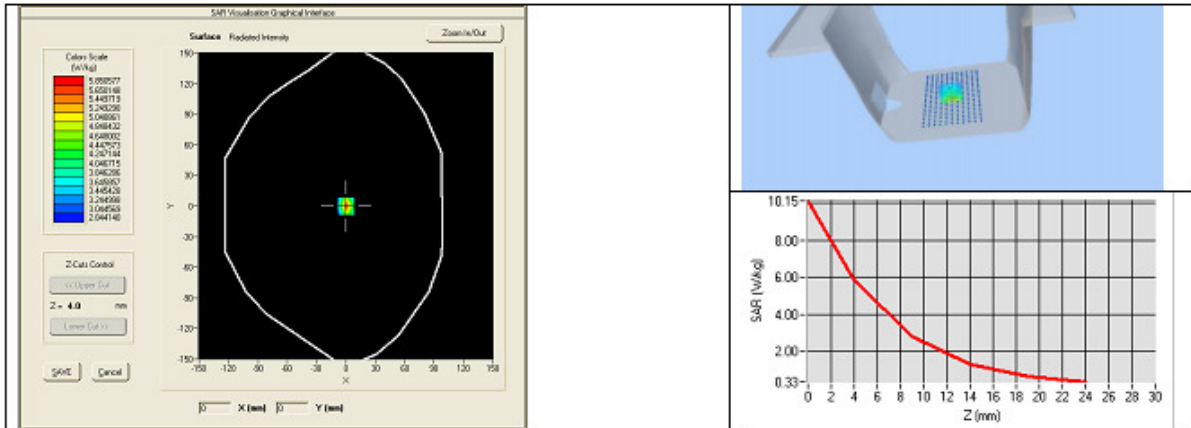 SAR Visualisation Graphical Interface
Surface Radiated Intensity
Zoom In/Out
Colors Scale
(W/kg)
5.850577
5.650148
5.449719
5.249290
5.048861
4.848432
4.648002
4.447573
4.247144
4.046715
3.846286
3.645857
3.445428
3.244998
3.044569
2.844140
150
120
90
60
30
0
-30
-60
-90
-120
-150
Y
-150 -120 -90 -60 -30 0 30 60 90 120 150
X
Z-Cuts Control
<< Upper Cut
Z = 4.0 mm
Lower Cut >>
SAVE Cancel
0 X (mm) 0 Y (mm)
10.15
8.00
6.00
4.00
2.00
0.33
SAR (W/kg)
0 2 4 6 8 10 12 14 16 18 20 22 24 26 28 30
Z (mm)